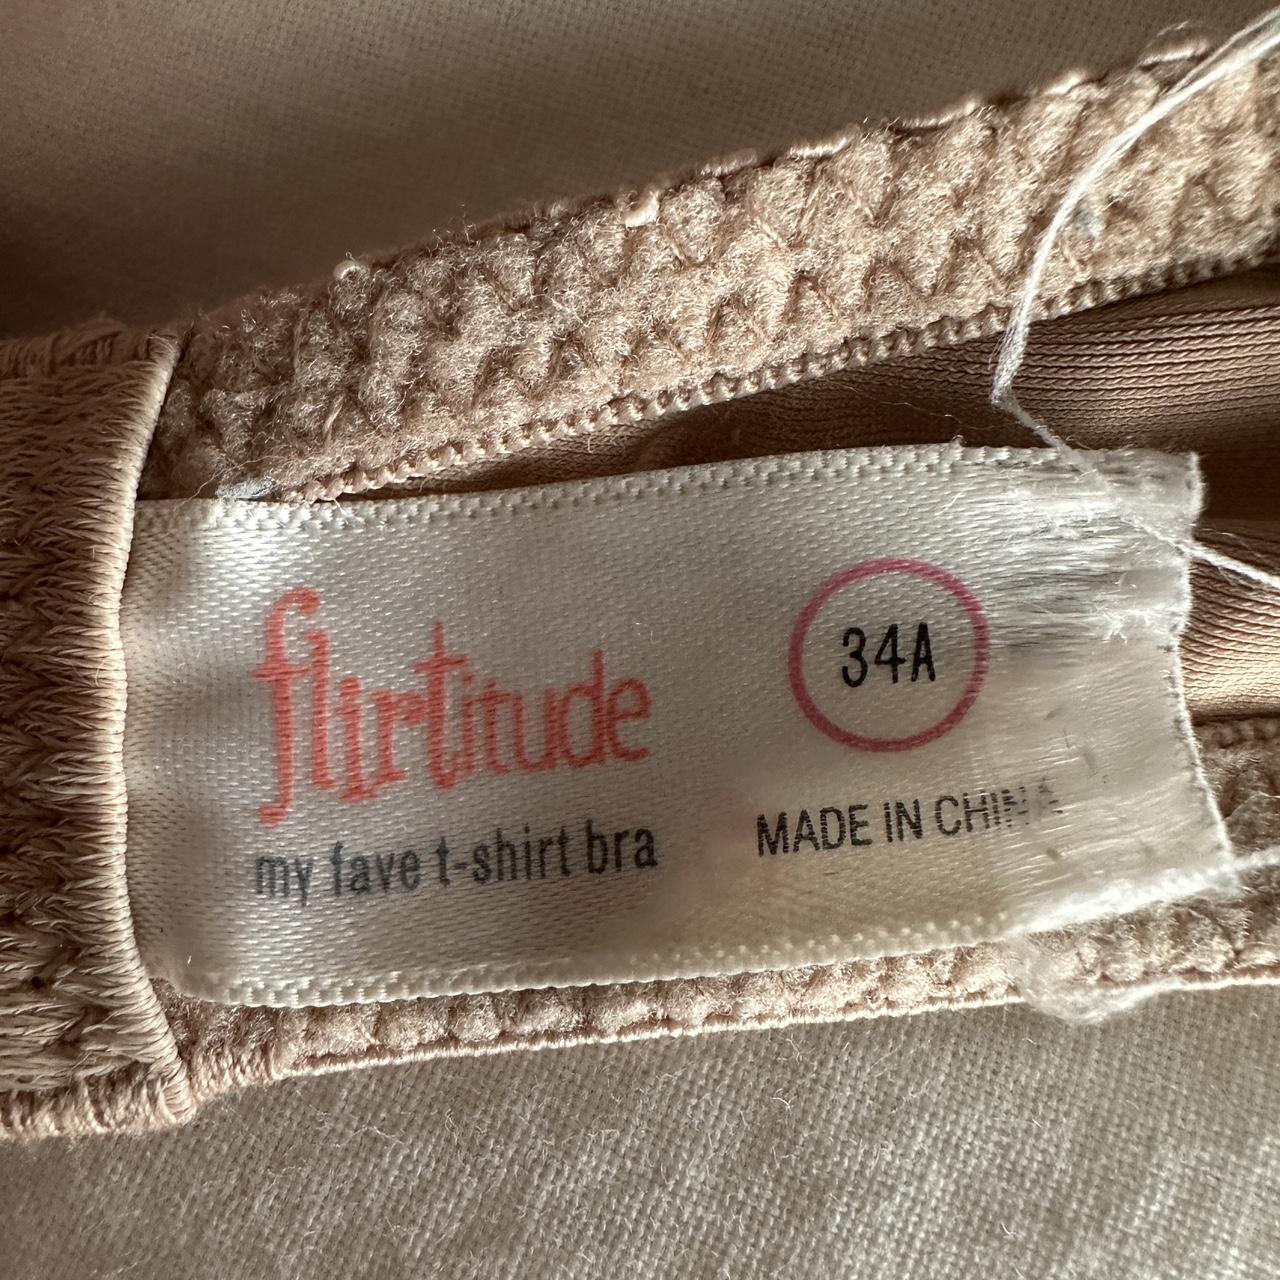 flirtitude
my fave t-shirt bra
34A
MADE IN CHINA